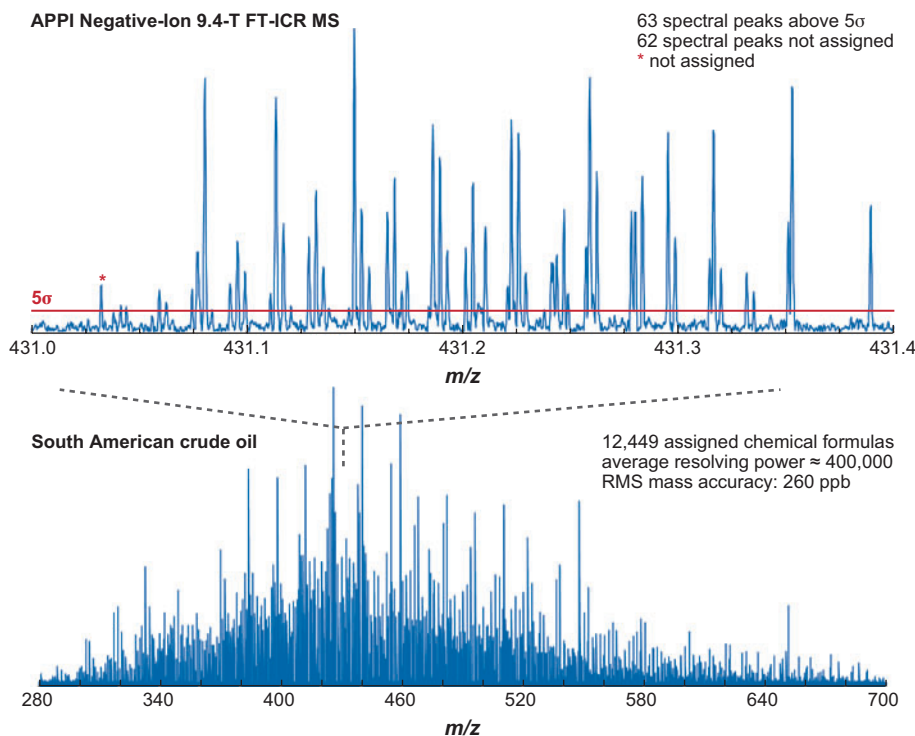 APPI Negative-Ion 9.4-T FT-ICR MS
63 spectral peaks above 5σ
62 spectral peaks not assigned
* not assigned
*
5σ
431.0 431.1 431.2 431.3 431.4
m/z
South American crude oil
12,449 assigned chemical formulas
average resolving power ≈ 400,000
RMS mass accuracy: 260 ppb
280 340 400 460 520 580 640 700
m/z